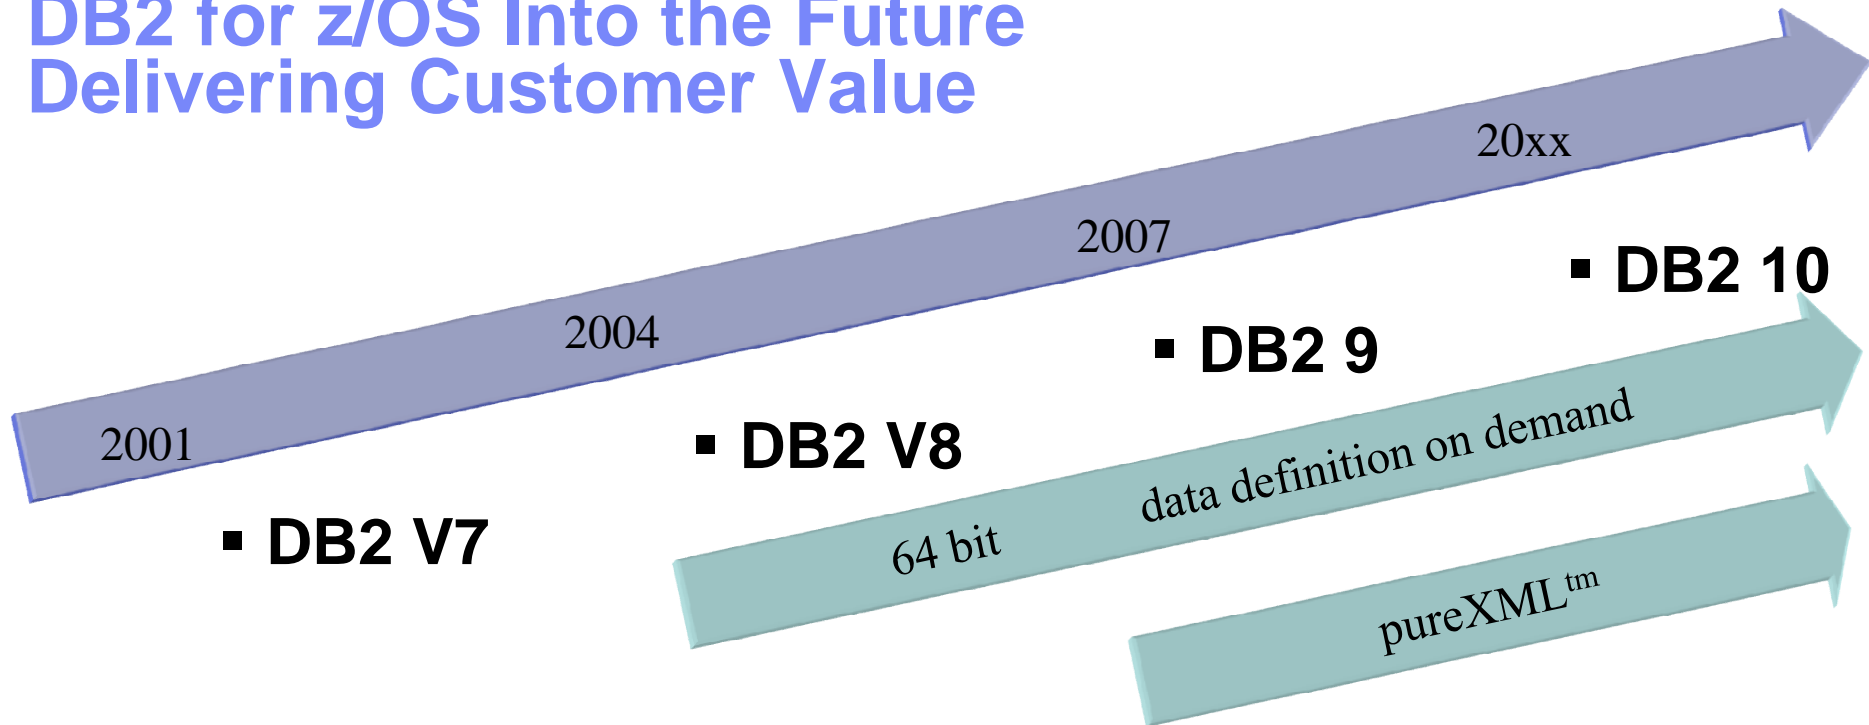 DB2 for z/OS Into the Future
Delivering Customer Value
20xx
2007
▪ DB2 10
2004
▪ DB2 9
2001
▪ DB2 V8
data definition on demand
64 bit
▪ DB2 V7
pureXMLtm